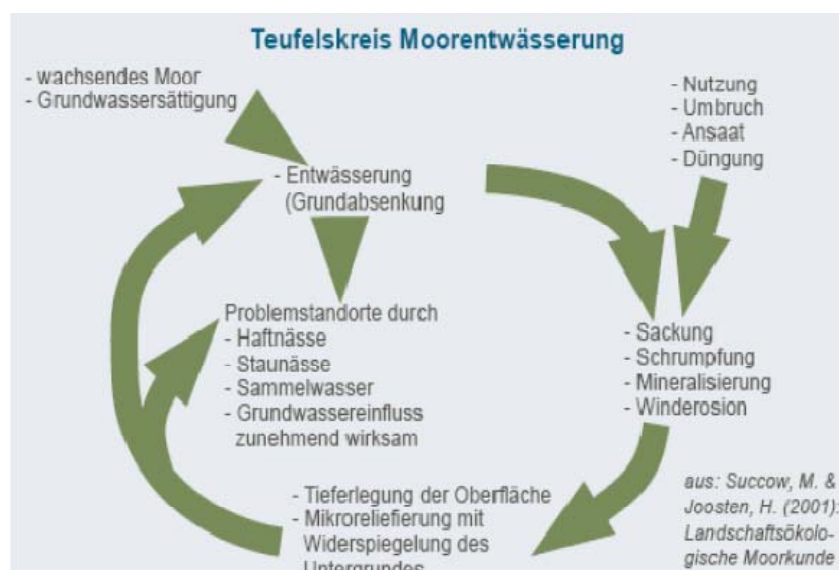 Teufelskreis Moorentwässerung
- wachsendes Moor
- Grundwassersättigung
- Nutzung
- Umbruch
- Ansaat
- Düngung
- Entwässerung
(Grundabsenkung
Problemstandorte durch
- Haftnässe
- Staunässe
- Sammelwasser
- Grundwassereinfluss
zunehmend wirksam
- Sackung
- Schrumpfung
- Mineralisierung
- Winderosion
- Tieferlegung der Oberfläche
- Mikroreliefierung mit
Widerspiegelung des
Untergrundes
aus: Succow, M. &
Joosten, H. (2001):
Landschaftsökolo-
gische Moorkunde